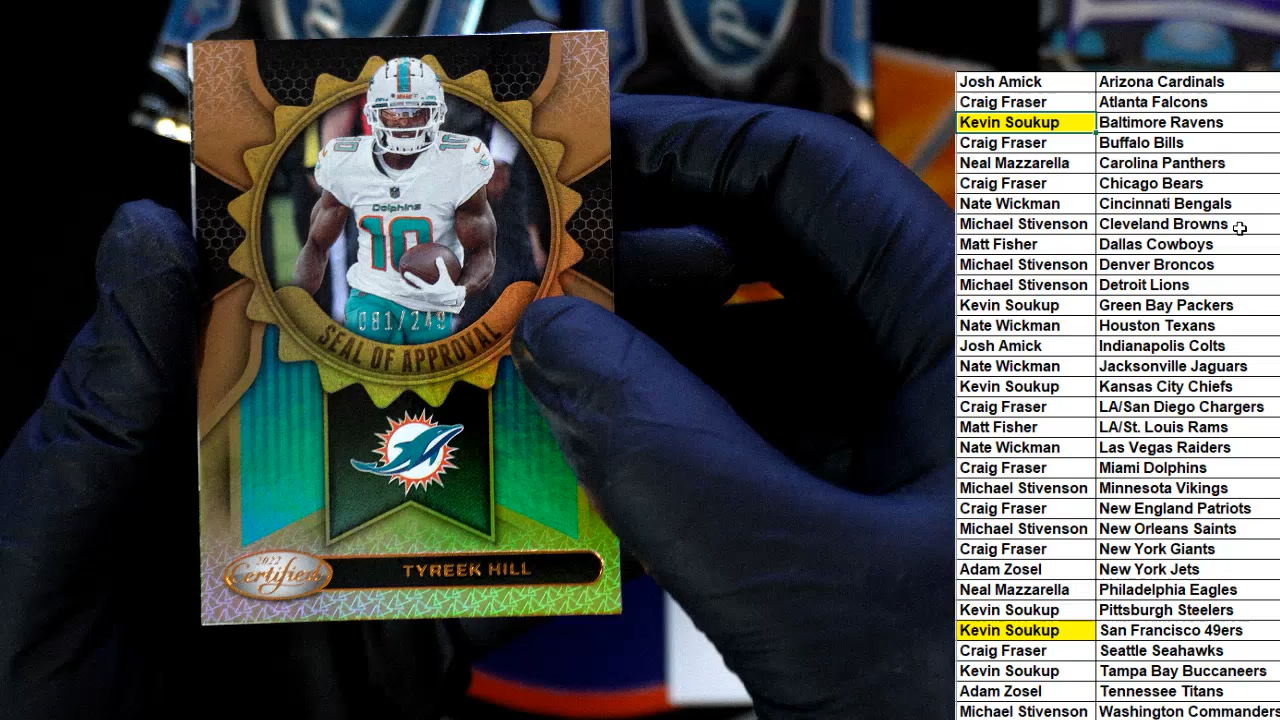 10
10
Dolphins
10
081/249
SEAL OF APPROVAL
2022
Certified
TYREEK HILL
Josh Amick Arizona Cardinals
Craig Fraser Atlanta Falcons
Kevin Soukup Baltimore Ravens
Craig Fraser Buffalo Bills
Neal Mazzarella Carolina Panthers
Craig Fraser Chicago Bears
Nate Wickman Cincinnati Bengals
Michael Stivenson Cleveland Browns
Matt Fisher Dallas Cowboys
Michael Stivenson Denver Broncos
Michael Stivenson Detroit Lions
Kevin Soukup Green Bay Packers
Nate Wickman Houston Texans
Josh Amick Indianapolis Colts
Nate Wickman Jacksonville Jaguars
Kevin Soukup Kansas City Chiefs
Craig Fraser LA/San Diego Chargers
Matt Fisher LA/St. Louis Rams
Nate Wickman Las Vegas Raiders
Craig Fraser Miami Dolphins
Michael Stivenson Minnesota Vikings
Craig Fraser New England Patriots
Michael Stivenson New Orleans Saints
Craig Fraser New York Giants
Adam Zosel New York Jets
Neal Mazzarella Philadelphia Eagles
Kevin Soukup Pittsburgh Steelers
Kevin Soukup San Francisco 49ers
Craig Fraser Seattle Seahawks
Kevin Soukup Tampa Bay Buccaneers
Adam Zosel Tennessee Titans
Michael Stivenson Washington Commanders